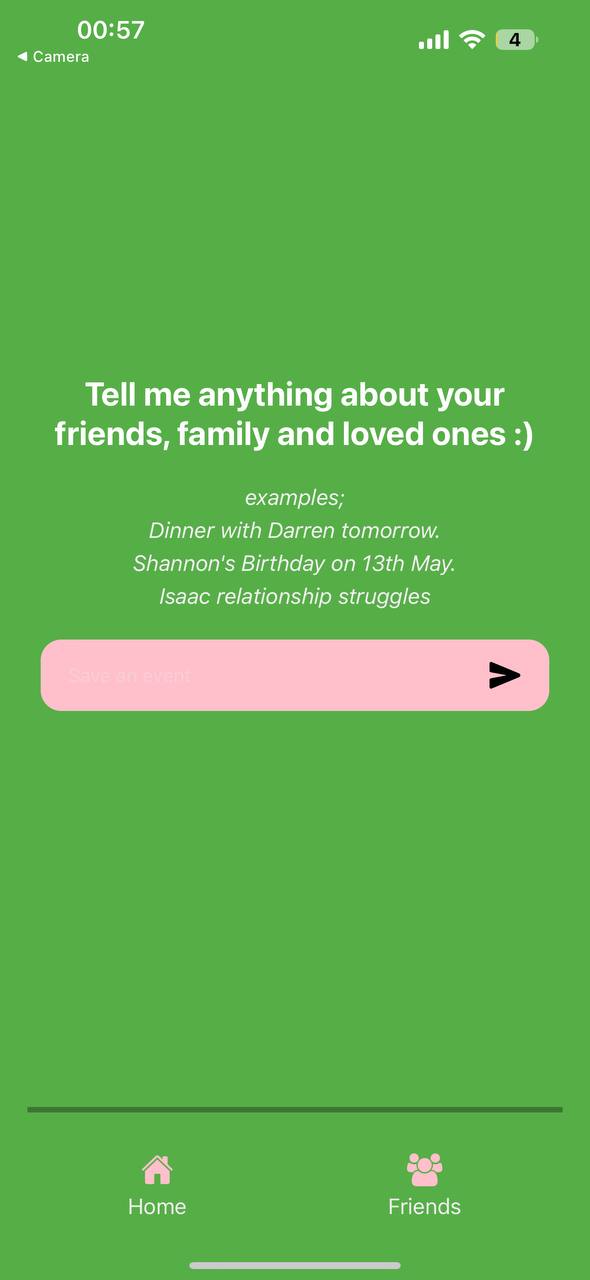 00:57
4
◀ Camera
Tell me anything about your
friends, family and loved ones :)
examples;
Dinner with Darren tomorrow.
Shannon's Birthday on 13th May.
Isaac relationship struggles
Save an event
Home
Friends